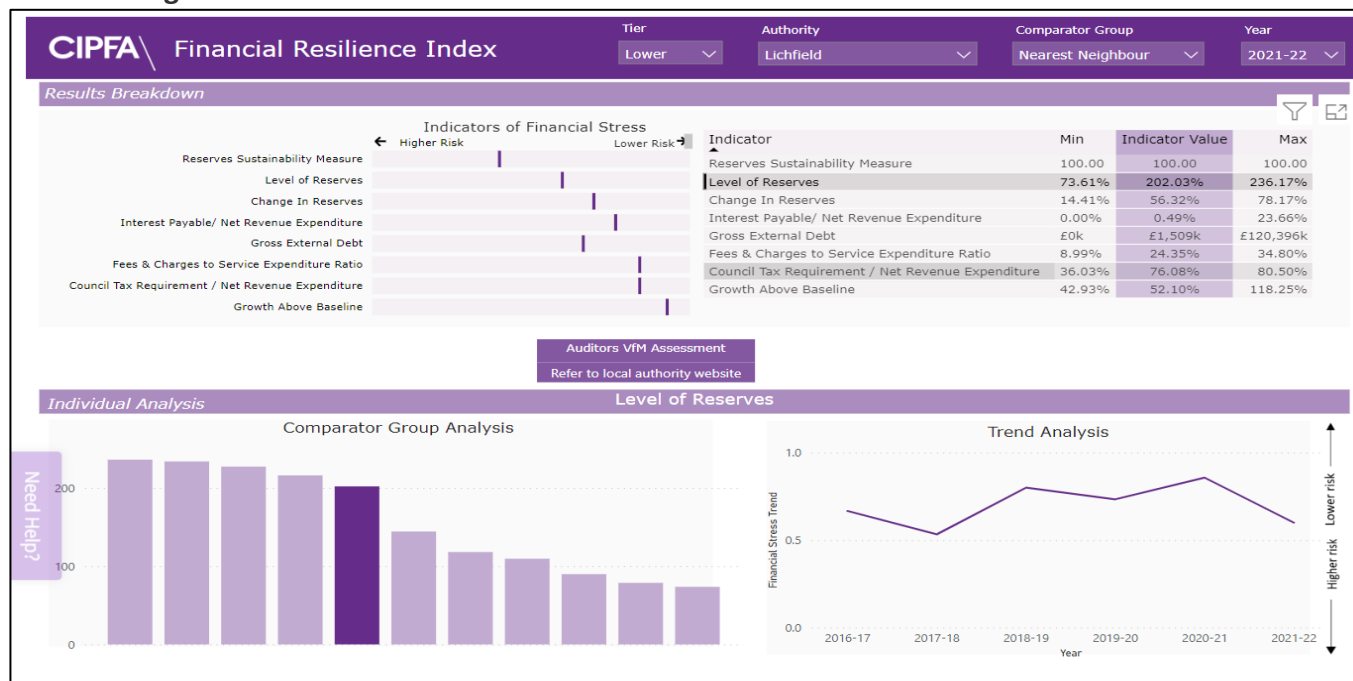 CIPFA\ Financial Resilience Index
Tier
Lower
Authority
Lichfield
Comparator Group
Nearest Neighbour
Year
2021-22
Results Breakdown
Indicators of Financial Stress
← Higher Risk Lower Risk →
Reserves Sustainability Measure
Level of Reserves
Change In Reserves
Interest Payable/ Net Revenue Expenditure
Gross External Debt
Fees & Charges to Service Expenditure Ratio
Council Tax Requirement / Net Revenue Expenditure
Growth Above Baseline
Indicator Min Indicator Value Max
Reserves Sustainability Measure 100.00 100.00 100.00
Level of Reserves 73.61% 202.03% 236.17%
Change In Reserves 14.41% 56.32% 78.17%
Interest Payable/ Net Revenue Expenditure 0.00% 0.49% 23.66%
Gross External Debt £0k £1,509k £120,396k
Fees & Charges to Service Expenditure Ratio 8.99% 24.35% 34.80%
Council Tax Requirement / Net Revenue Expenditure 36.03% 76.08% 80.50%
Growth Above Baseline 42.93% 52.10% 118.25%
Auditors VfM Assessment
Refer to local authority website
Individual Analysis Level of Reserves
Need Help?
Comparator Group Analysis
200
100
0
Trend Analysis
Financial Stress Trend
1.0
0.5
0.0
2016-17 2017-18 2018-19 2019-20 2020-21 2021-22
Year
Lower risk
Higher risk